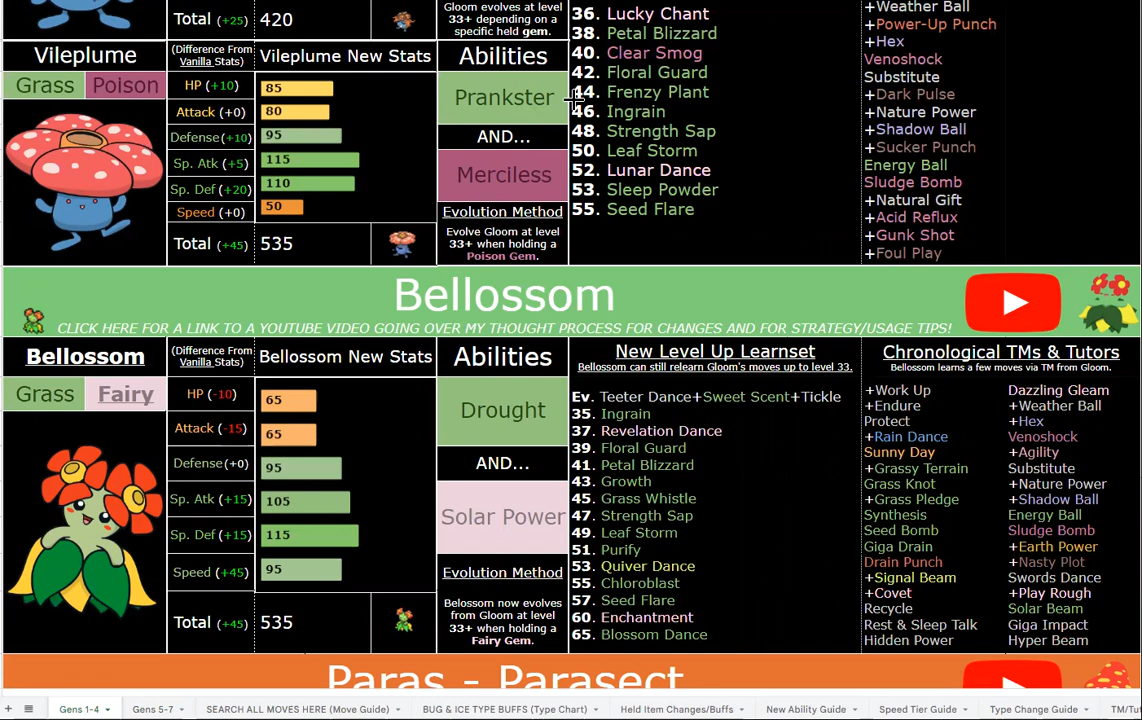 Total (+25) 420
Gloom evolves at level
33+ depending on a
specific held gem.
36. Lucky Chant
38. Petal Blizzard
40. Clear Smog
42. Floral Guard
44. Frenzy Plant
46. Ingrain
48. Strength Sap
50. Leaf Storm
52. Lunar Dance
53. Sleep Powder
55. Seed Flare
+Weather Ball
+Power-Up Punch
+Hex
Venoshock
Substitute
+Dark Pulse
+Nature Power
+Shadow Ball
+Sucker Punch
Energy Ball
Sludge Bomb
+Natural Gift
+Acid Reflux
+Gunk Shot
+Foul Play
Vileplume
Grass Poison
(Difference From
Vanilla Stats)
Vileplume New Stats
HP (+10) 85
Attack (+0) 80
Defense (+10) 95
Sp. Atk (+5) 115
Sp. Def (+20) 110
Speed (+0) 50
Total (+45) 535
Abilities
Prankster
AND...
Merciless
Evolution Method
Evolve Gloom at level
33+ when holding a
Poison Gem.
Bellossom
CLICK HERE FOR A LINK TO A YOUTUBE VIDEO GOING OVER MY THOUGHT PROCESS FOR CHANGES AND FOR STRATEGY/USAGE TIPS!
Bellossom
Grass Fairy
(Difference From
Vanilla Stats)
Bellossom New Stats
HP (-10) 65
Attack (-15) 65
Defense (+0) 95
Sp. Atk (+15) 105
Sp. Def (+15) 115
Speed (+45) 95
Total (+45) 535
Abilities
Drought
AND...
Solar Power
Evolution Method
Belossom now evolves
from Gloom at level
33+ when holding a
Fairy Gem.
New Level Up Learnset
Bellossom can still relearn Gloom's moves up to level 33.
Ev. Teeter Dance+Sweet Scent+Tickle
35. Ingrain
37. Revelation Dance
39. Floral Guard
41. Petal Blizzard
43. Growth
45. Grass Whistle
47. Strength Sap
49. Leaf Storm
51. Purify
53. Quiver Dance
55. Chloroblast
57. Seed Flare
60. Enchantment
65. Blossom Dance
Chronological TMs & Tutors
Bellossom learns a few moves via TM from Gloom.
+Work Up
+Endure
Protect
+Rain Dance
Sunny Day
+Grassy Terrain
Grass Knot
+Grass Pledge
Synthesis
Seed Bomb
Giga Drain
Drain Punch
+Signal Beam
+Covet
Recycle
Rest & Sleep Talk
Hidden Power
Dazzling Gleam
+Weather Ball
+Hex
Venoshock
+Agility
Substitute
+Nature Power
+Shadow Ball
Energy Ball
Sludge Bomb
+Earth Power
+Nasty Plot
Swords Dance
+Play Rough
Solar Beam
Giga Impact
Hyper Beam
Paras - Parasect
Gens 1-4 Gens 5-7 SEARCH ALL MOVES HERE (Move Guide) BUG & ICE TYPE BUFFS (Type Chart) Held Item Changes/Buffs New Ability Guide Speed Tier Guide Type Change Guide TM/Tu